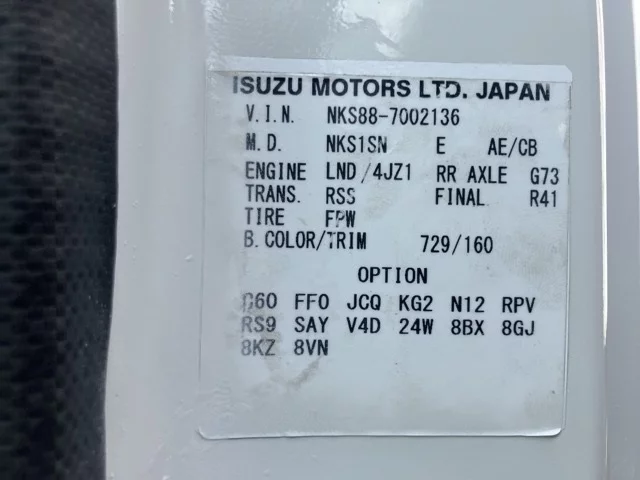 ISUZU MOTORS LTD. JAPAN
V.I.N. NKS88-7002136
M.D. NKS1SN E AE/CB
ENGINE LND/4JZ1 RR AXLE G73
TRANS. RSS FINAL R41
TIRE FPW
B.COLOR/TRIM 729/160
OPTION
C60 FF0 JCQ KG2 N12 RPV
RS9 SAY V4D 24W 8BX 8GJ
8KZ 8VN